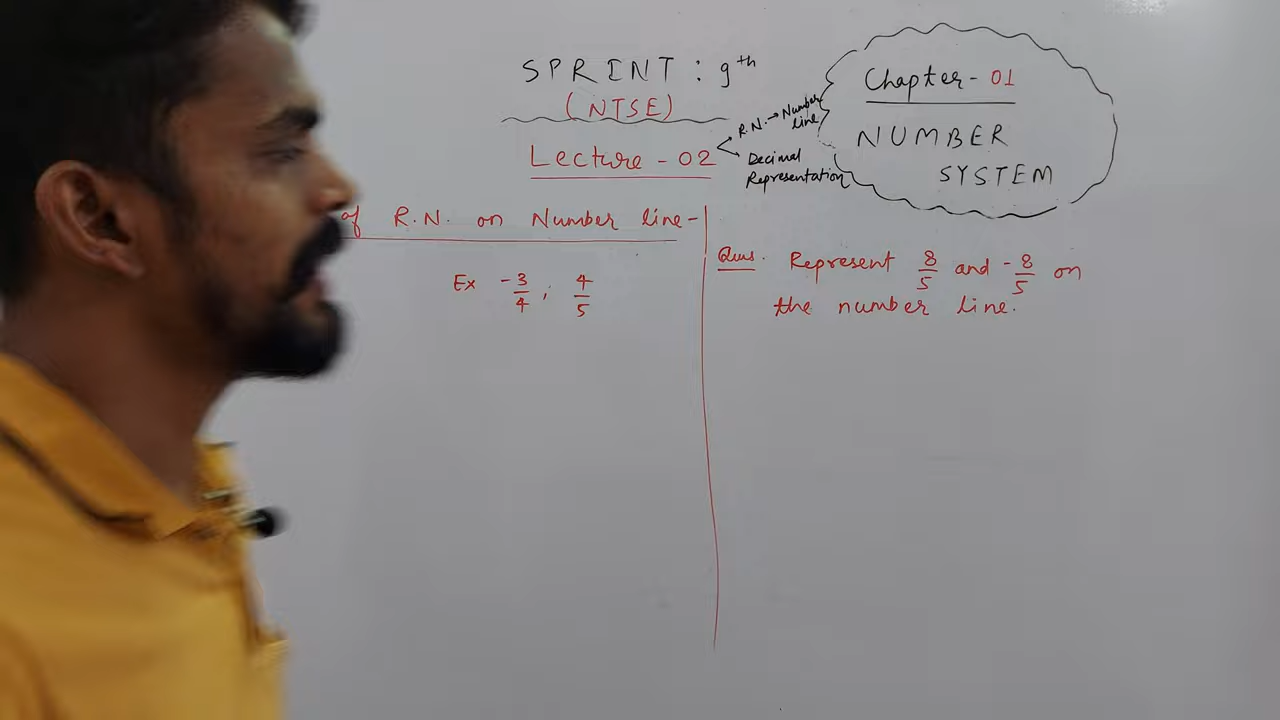 SPRINT : 9th
(NTSE)
Lecture - 02
R.N. → Number line
Decimal
Representation
Chapter - 01
NUMBER
SYSTEM
of R.N. on Number line -
Ex -3/4 ; 4/5
Ques. Represent 8/5 and -8/5 on
the number line.